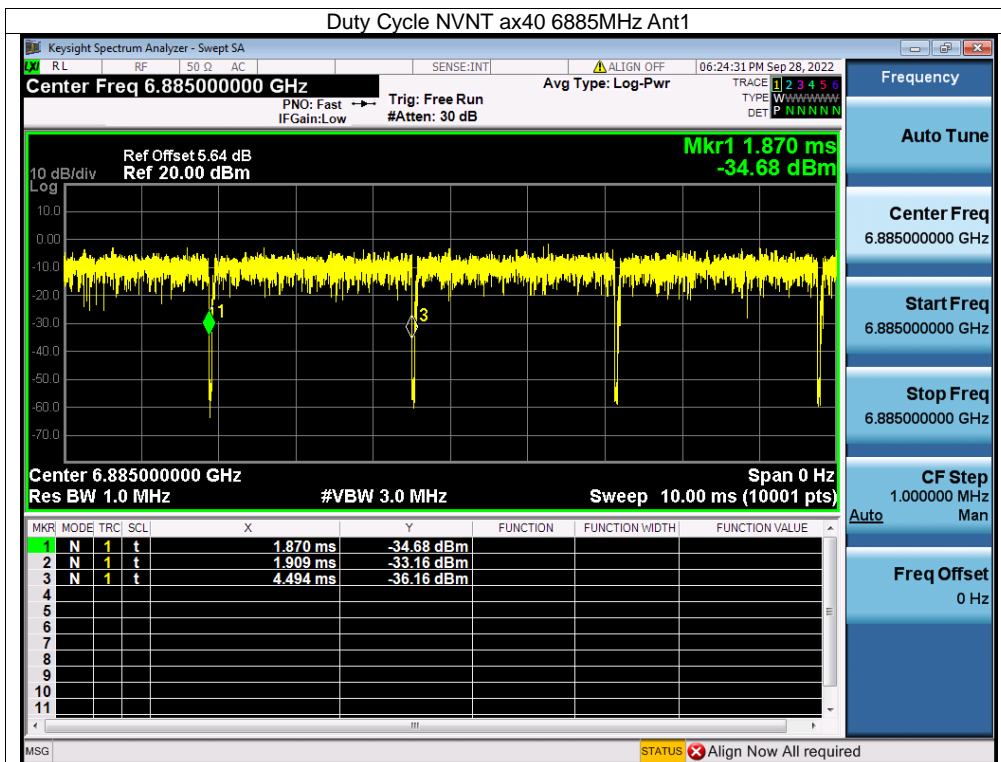 Duty Cycle NVNT ax40 6885MHz Ant1
Keysight Spectrum Analyzer - Swept SA
LXI RL RF 50 Ω AC SENSE:INT ALIGN OFF 06:24:31 PM Sep 28, 2022
Center Freq 6.885000000 GHz Avg Type: Log-Pwr TRACE 1 2 3 4 5 6
PNO: Fast Trig: Free Run TYPE WWWWWW
IFGain:Low #Atten: 30 dB DET P N N N N N
Frequency
Auto Tune
Center Freq
6.885000000 GHz
Start Freq
6.885000000 GHz
Stop Freq
6.885000000 GHz
CF Step
1.000000 MHz
Auto Man
Freq Offset
0 Hz
Mkr1 1.870 ms
-34.68 dBm
Ref Offset 5.64 dB
10 dB/div Ref 20.00 dBm
Log
10.0
0.00
-10.0
-20.0
-30.0
-40.0
-50.0
-60.0
-70.0
1
3
Center 6.885000000 GHz Span 0 Hz
Res BW 1.0 MHz #VBW 3.0 MHz Sweep 10.00 ms (10001 pts)
MKR MODE TRC SCL X Y FUNCTION FUNCTION WIDTH FUNCTION VALUE
1 N 1 t 1.870 ms -34.68 dBm
2 N 1 t 1.909 ms -33.16 dBm
3 N 1 t 4.494 ms -36.16 dBm
4
5
6
7
8
9
10
11
MSG STATUS Align Now All required